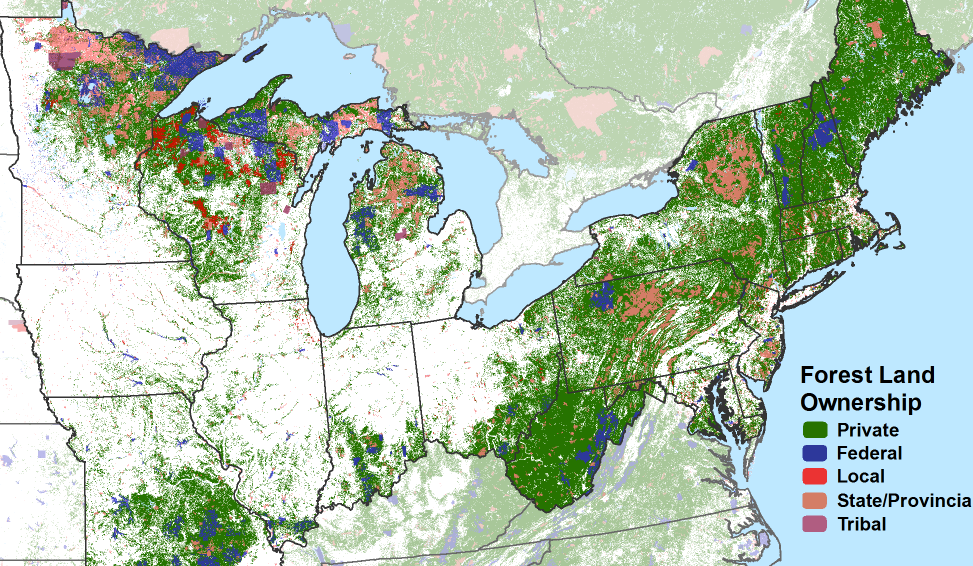 Forest Land
Ownership
Private
Federal
Local
State/Provincia
Tribal